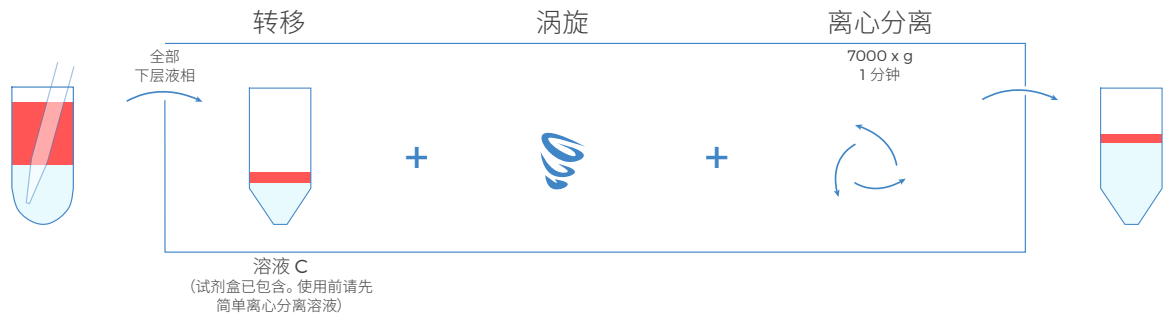 转移
涡旋
离心分离
全部
下层液相
7000 x g
1 分钟
溶液 C
（试剂盒已包含。使用前请先
简单离心分离溶液）